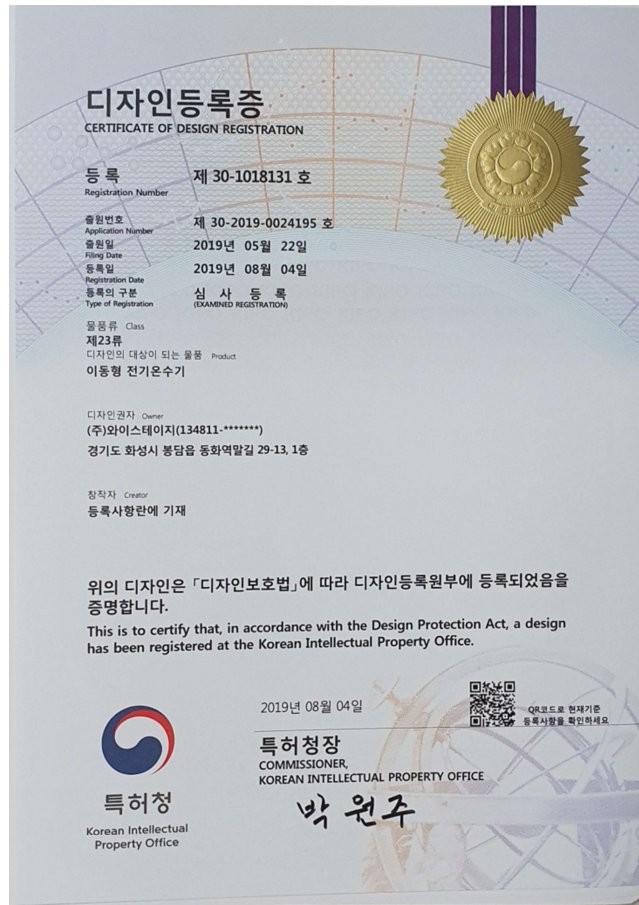 디자인등록증
CERTIFICATE OF DESIGN REGISTRATION
등록 제 30-1018131 호
Registration Number
출원번호 제 30-2019-0024195 호
Application Number
출원일 2019년 05월 22일
Filing Date
등록일 2019년 08월 04일
Registration Date
등록의 구분 심 사 등 록
Type of Registration (EXAMINED REGISTRATION)
물품류 Class
제23류
디자인의 대상이 되는 물품 Product
이동형 전기온수기
디자인권자 Owner
(주)와이스테이지(134811-*******)
경기도 화성시 봉담읍 동화역말길 29-13, 1층
창작자 Creator
등록사항란에 기재
위의 디자인은 「디자인보호법」에 따라 디자인등록원부에 등록되었음을
증명합니다.
This is to certify that, in accordance with the Design Protection Act, a design
has been registered at the Korean Intellectual Property Office.
2019년 08월 04일
QR코드로 현재기준
등록사항을 확인하세요
특허청장
COMMISSIONER,
KOREAN INTELLECTUAL PROPERTY OFFICE
박원주
특허청
Korean Intellectual
Property Office